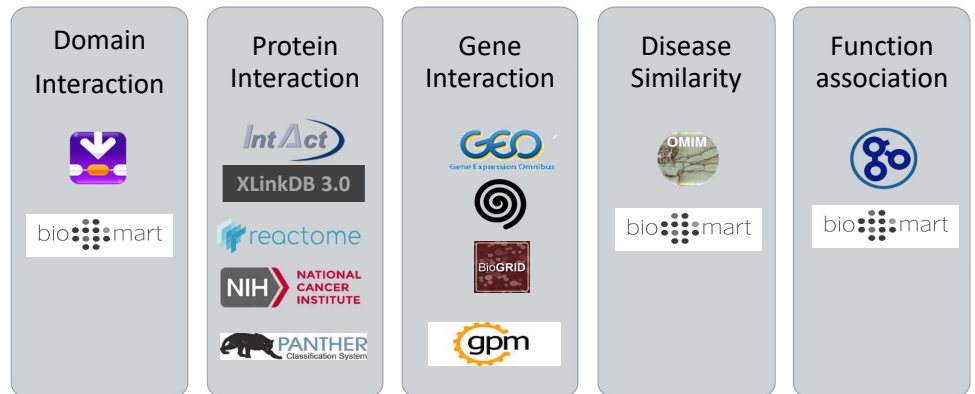 Domain
Interaction
bio mart
Protein
Interaction
IntAct
XLinkDB 3.0
reactome
NIH
NATIONAL
CANCER
INSTITUTE
PANTHER
Classification System
Gene
Interaction
GEO
Gene Expression Omnibus
BioGRID
gpm
Disease
Similarity
OMIM
bio mart
Function
association
go
bio mart